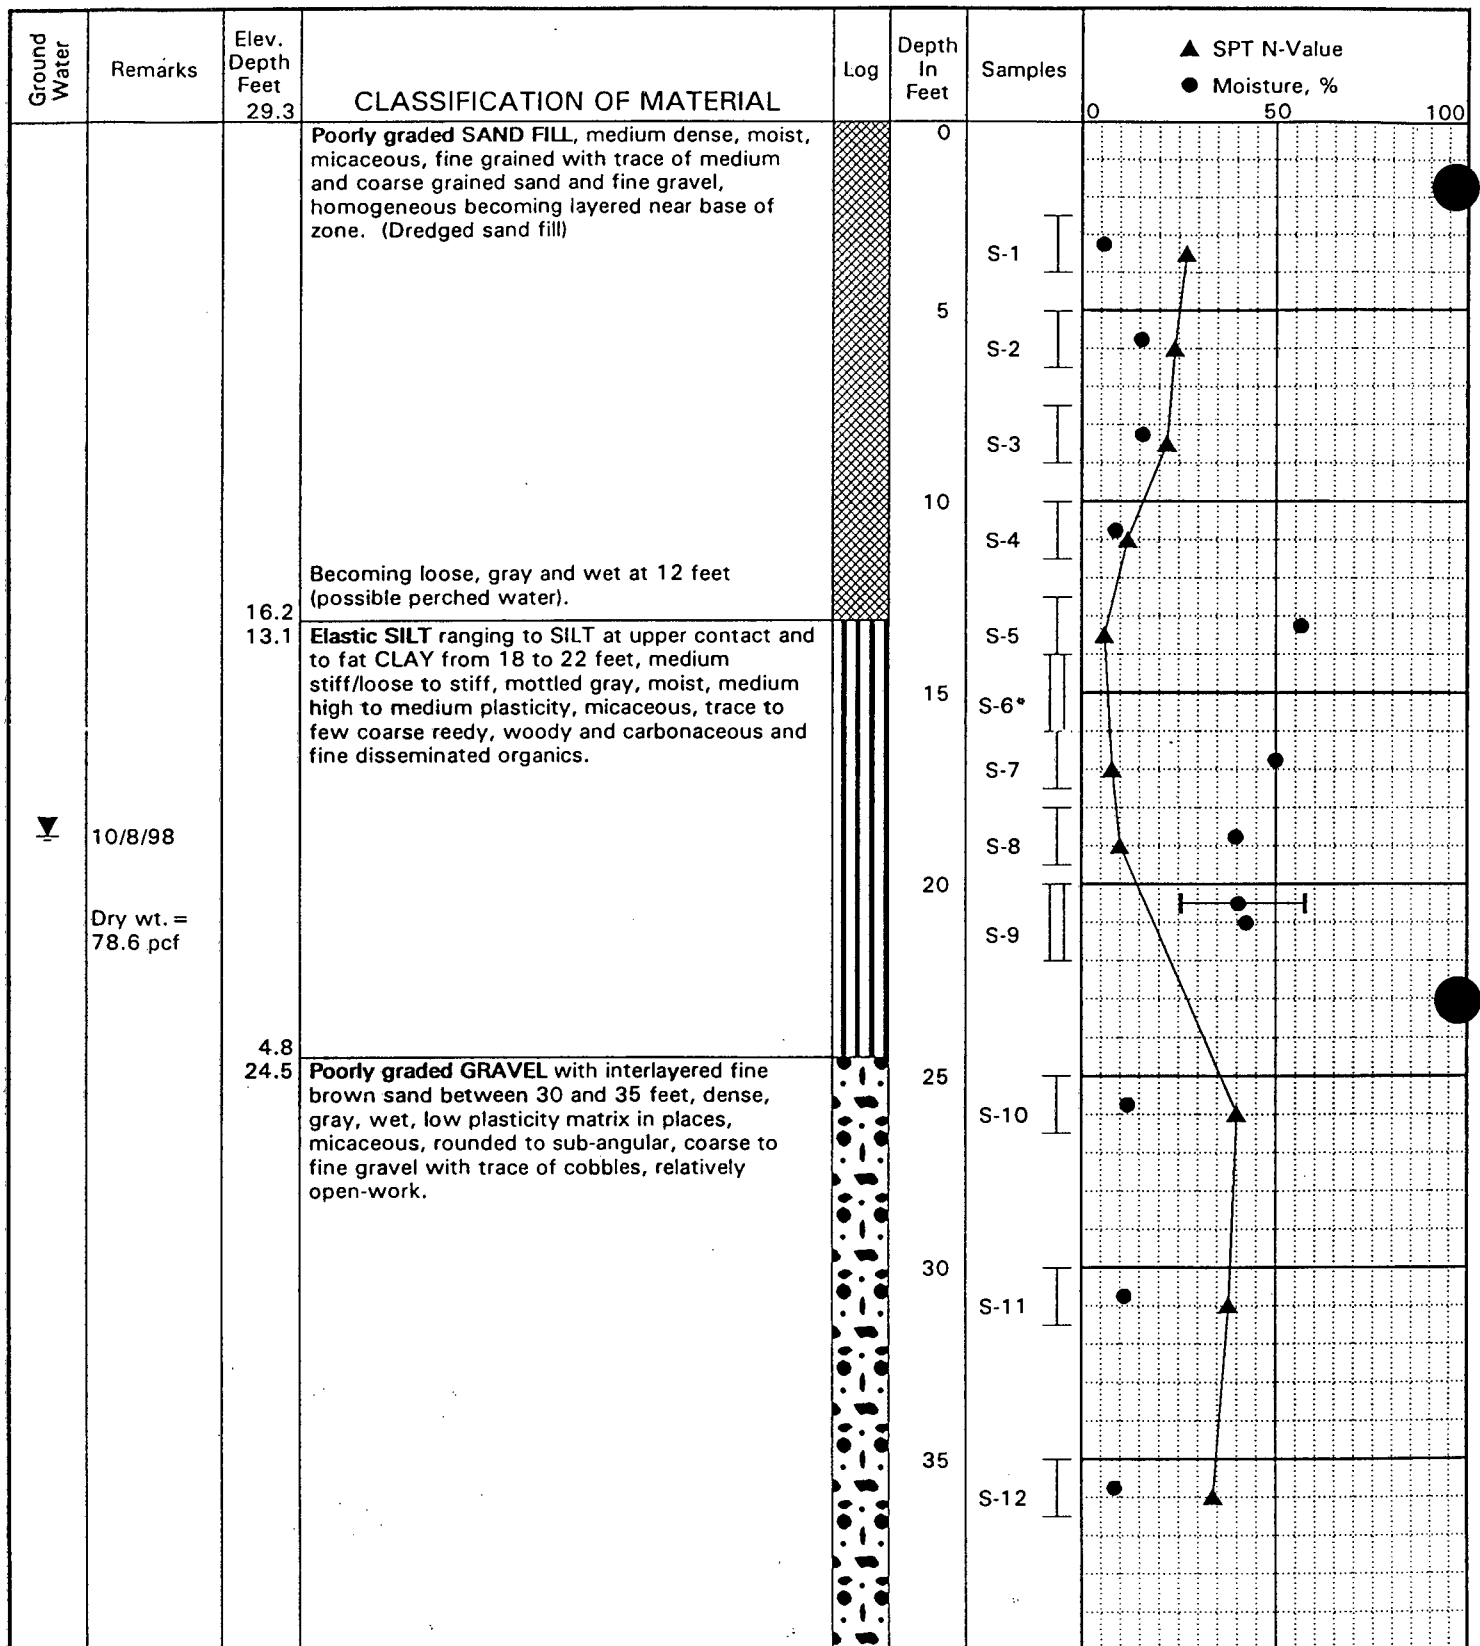 Ground
Water
Remarks
Elev.
Depth
Feet
29.3
CLASSIFICATION OF MATERIAL
Log
Depth
In
Feet
Samples
▲ SPT N-Value
● Moisture, %
0 50 100
Poorly graded SAND FILL, medium dense, moist,
micaceous, fine grained with trace of medium
and coarse grained sand and fine gravel,
homogeneous becoming layered near base of
zone. (Dredged sand fill)
0
S-1
5
S-2
S-3
10
S-4
Becoming loose, gray and wet at 12 feet
(possible perched water).
16.2
13.1
Elastic SILT ranging to SILT at upper contact and
to fat CLAY from 18 to 22 feet, medium
stiff/loose to stiff, mottled gray, moist, medium
high to medium plasticity, micaceous, trace to
few coarse reedy, woody and carbonaceous and
fine disseminated organics.
S-5
15
S-6*
S-7
10/8/98
S-8
20
Dry wt. =
78.6 pcf
S-9
4.8
24.5
Poorly graded GRAVEL with interlayered fine
brown sand between 30 and 35 feet, dense,
gray, wet, low plasticity matrix in places,
micaceous, rounded to sub-angular, coarse to
fine gravel with trace of cobbles, relatively
open-work.
25
S-10
30
S-11
35
S-12